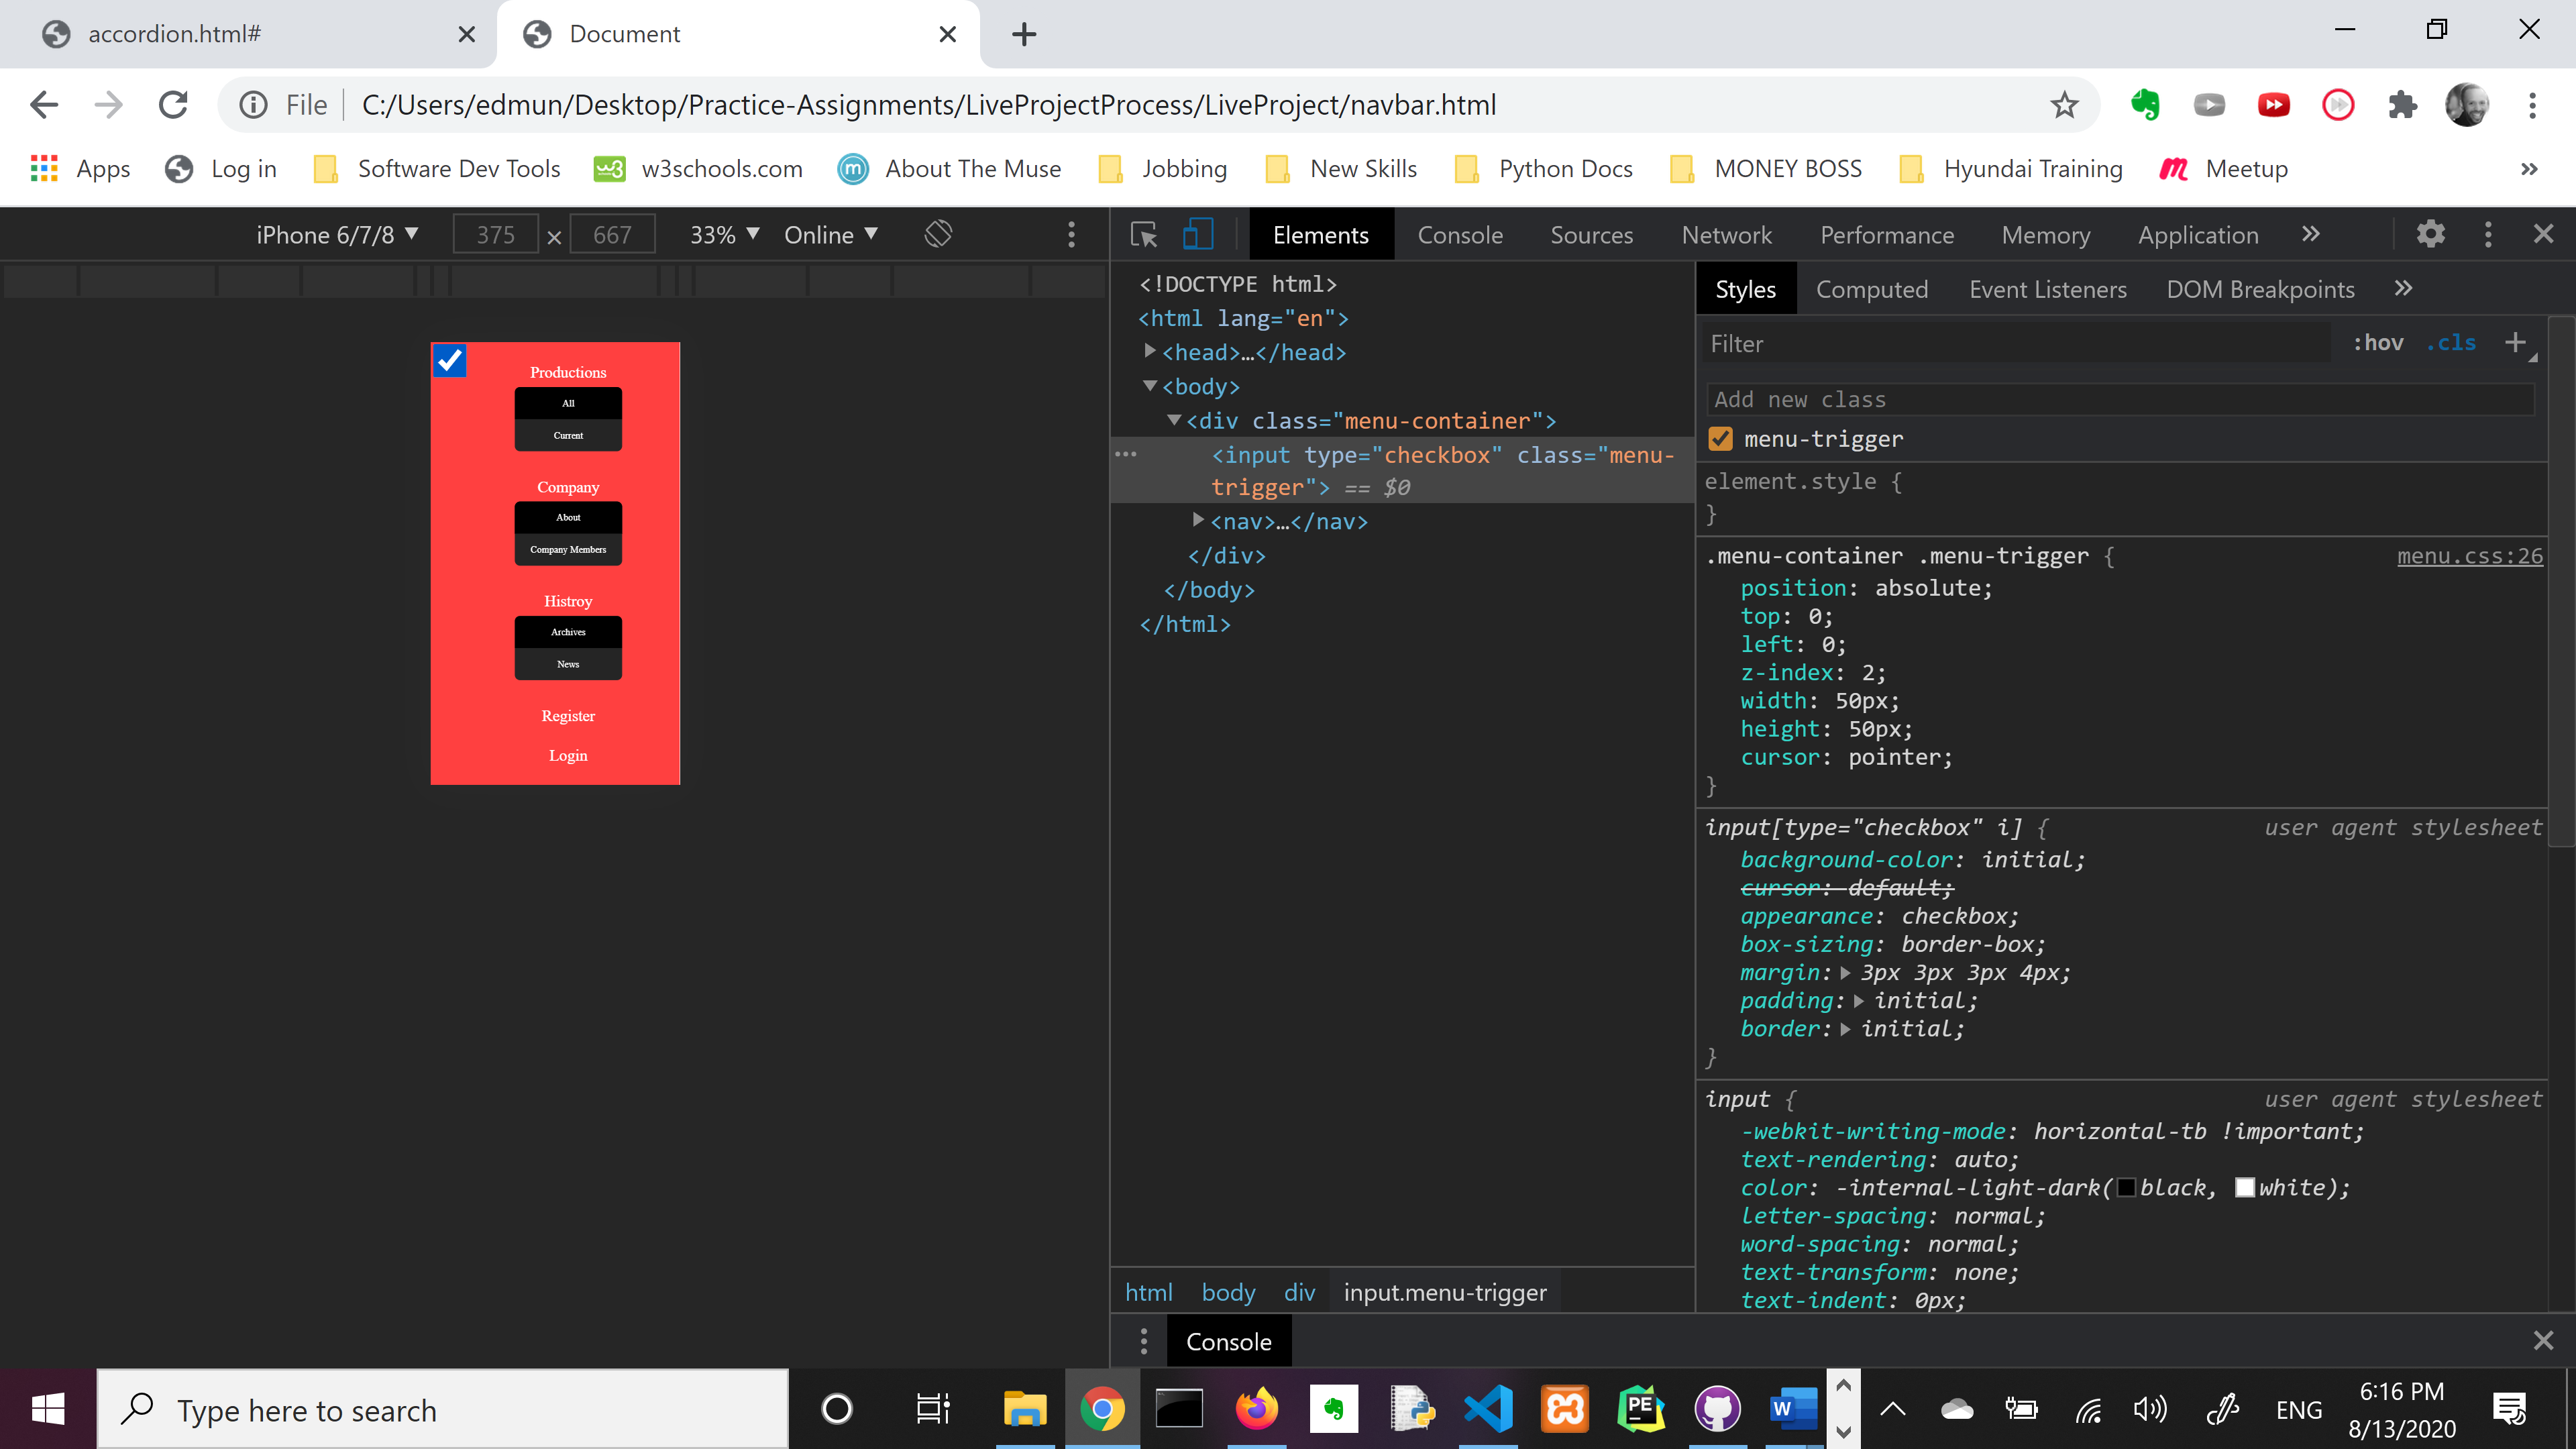 accordion.html#
Document
File
C:/Users/edmun/Desktop/Practice-Assignments/LiveProjectProcess/LiveProject/navbar.html
Apps
Log in
Software Dev Tools
w3schools.com
About The Muse
Jobbing
New Skills
Python Docs
MONEY BOSS
Hyundai Training
Meetup
iPhone 6/7/8 375 × 667 33% Online
Elements Console Sources Network Performance Memory Application
Productions
All
Current
Company
About
Company Members
Histroy
Archives
News
Register
Login
<!DOCTYPE html>
<html lang="en">
<head>…</head>
<body>
<div class="menu-container">
<input type="checkbox" class="menu-
trigger"> == $0
<nav>…</nav>
</div>
</body>
</html>
html body div input.menu-trigger
Styles Computed Event Listeners DOM Breakpoints
Filter :hov .cls
Add new class
menu-trigger
element.style {
}
.menu-container .menu-trigger { menu.css:26
position: absolute;
top: 0;
left: 0;
z-index: 2;
width: 50px;
height: 50px;
cursor: pointer;
}
input[type="checkbox" i] { user agent stylesheet
background-color: initial;
cursor: default;
appearance: checkbox;
box-sizing: border-box;
margin: 3px 3px 3px 4px;
padding: initial;
border: initial;
}
input { user agent stylesheet
-webkit-writing-mode: horizontal-tb !important;
text-rendering: auto;
color: -internal-light-dark(black, white);
letter-spacing: normal;
word-spacing: normal;
text-transform: none;
text-indent: 0px;
Console
Type here to search
ENG
6:16 PM
8/13/2020